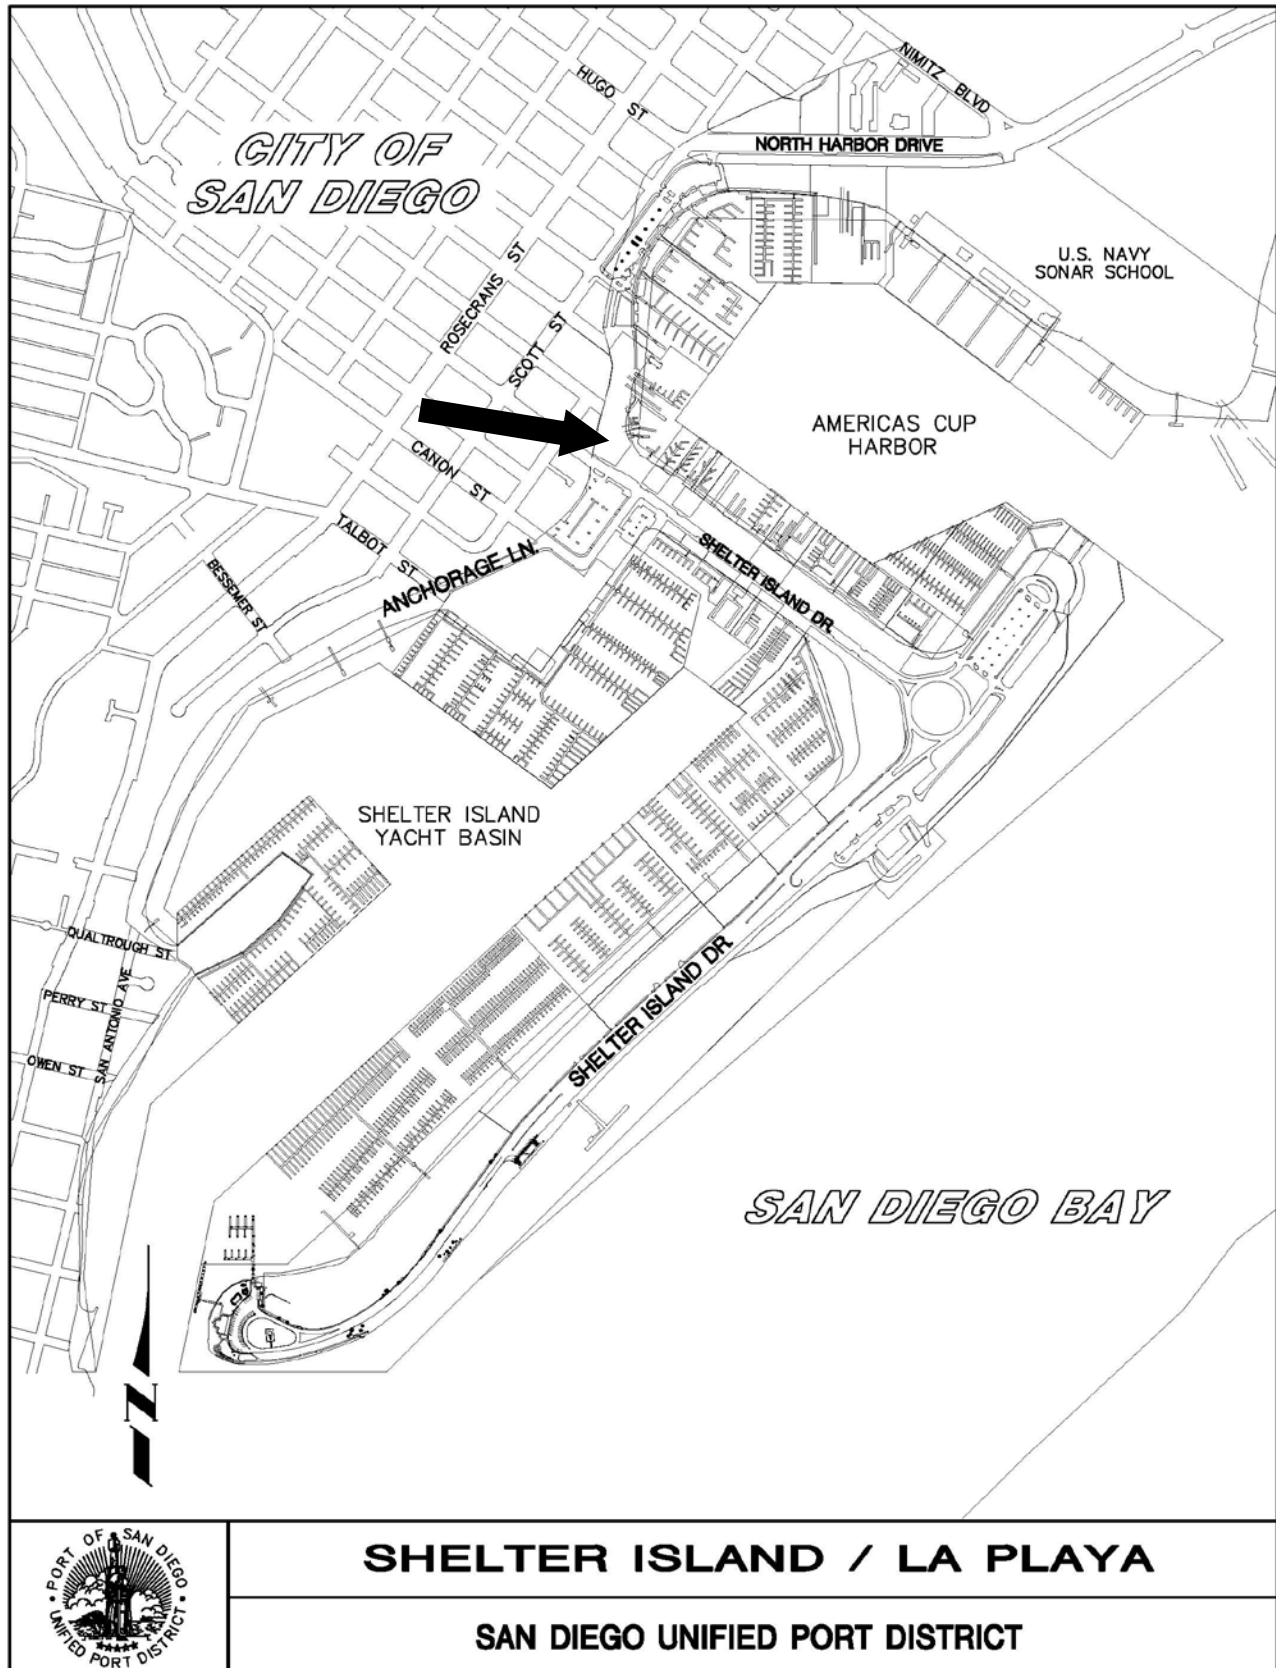 NIMITZ BLVD
HUGO ST
NORTH HARBOR DRIVE
CITY OF
SAN DIEGO
U.S. NAVY
SONAR SCHOOL
ROSECRANS ST
SCOTT ST
AMERICAS CUP
HARBOR
CANON ST
TALBOT ST
ANCHORAGE LN.
SHELTER ISLAND DR.
BESSEMER ST
SHELTER ISLAND
YACHT BASIN
QUALTROUGH ST
PERRY ST
SAN ANTONIO AVE
OWEN ST
SHELTER ISLAND DR.
SAN DIEGO BAY
N
PORT OF SAN DIEGO
UNIFIED PORT DISTRICT
SHELTER ISLAND / LA PLAYA
SAN DIEGO UNIFIED PORT DISTRICT